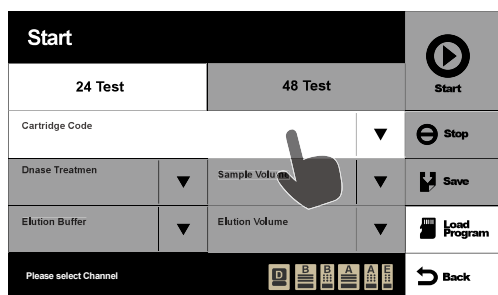 Start
24 Test
48 Test
Cartridge Code
Dnase Treatmen
Sample Volume
Elution Buffer
Elution Volume
Please select Channel
D
B
B
A
A
E
Start
Stop
Save
Load
Program
Back